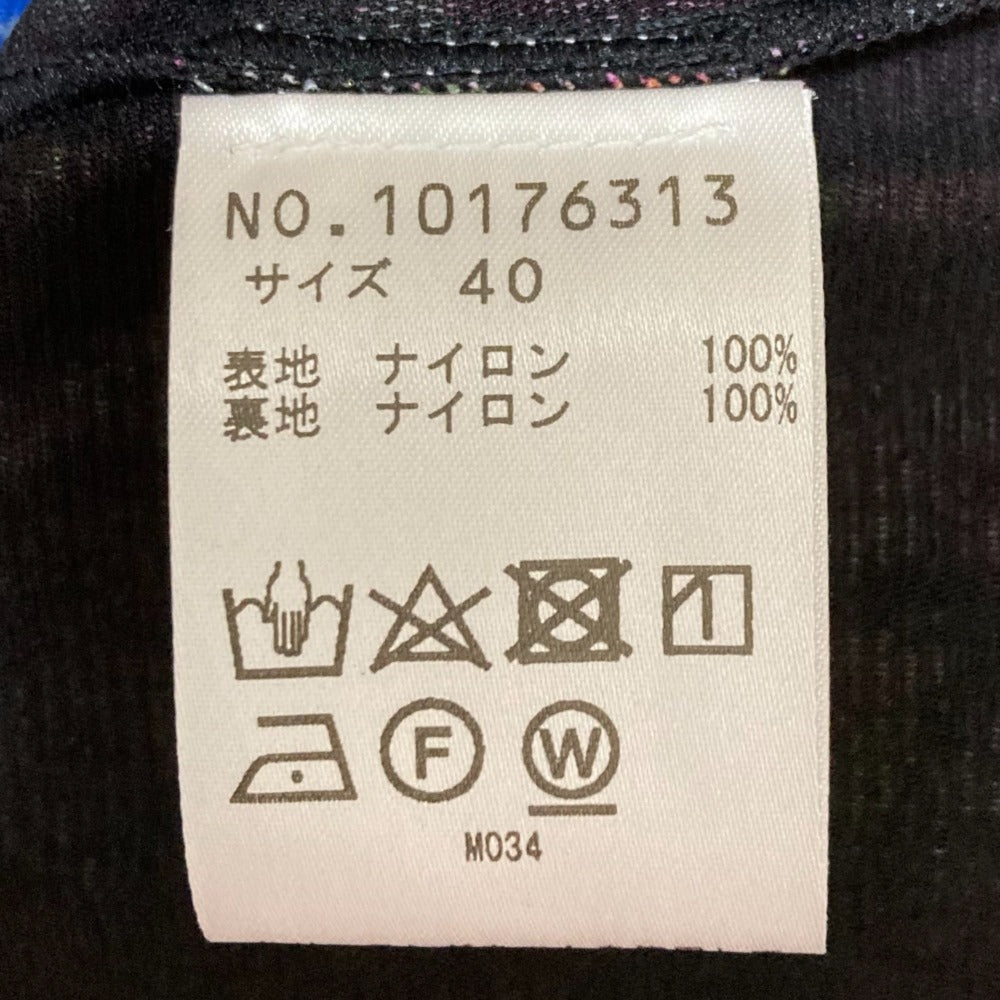 NO.10176313
サイズ 40
表地 ナイロン 100%
裏地 ナイロン 100%
F W
M034